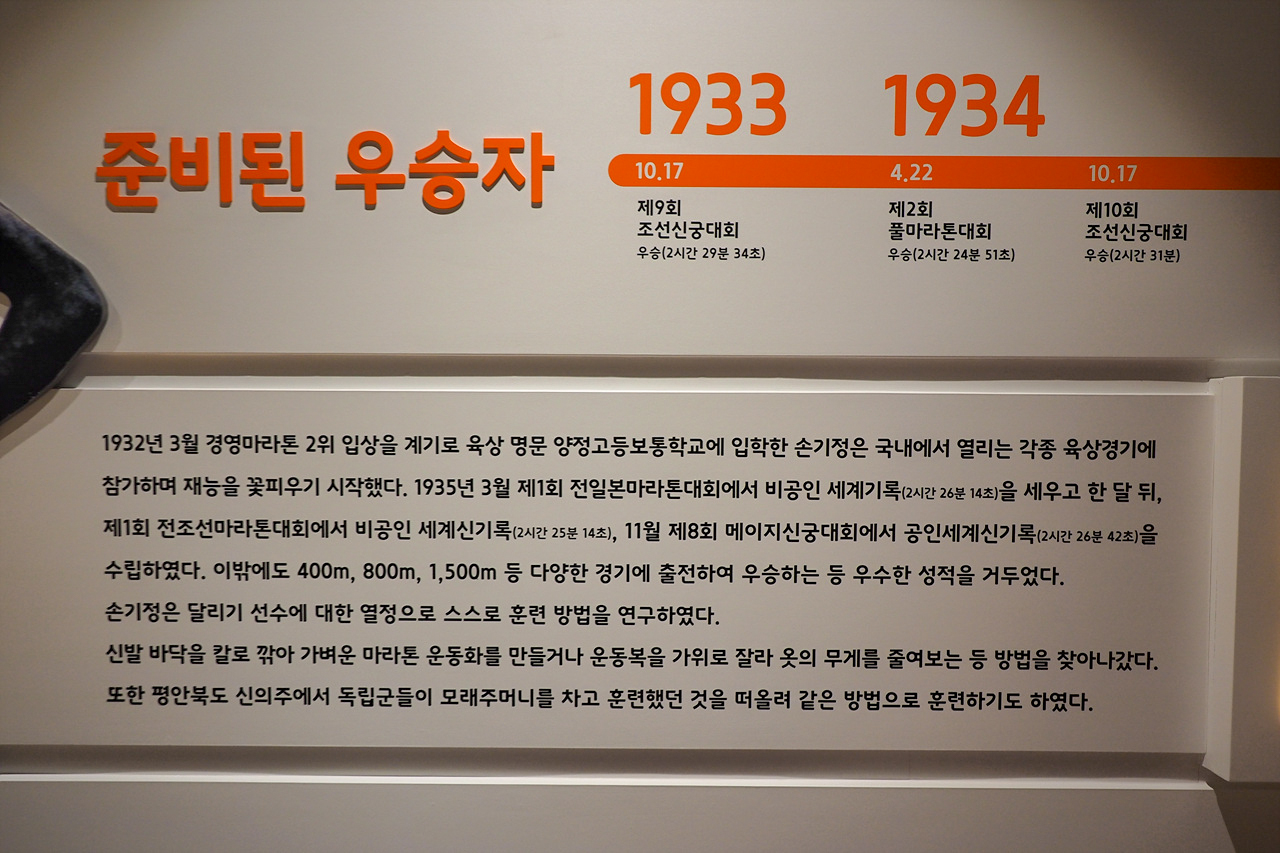 준비된 우승자
1933
1934
10.17
4.22
10.17
제9회
조선신궁대회
우승(2시간 29분 34초)
제2회
풀마라톤대회
우승(2시간 24분 51초)
제10회
조선신궁대회
우승(2시간 31분)
1932년 3월 경영마라톤 2위 입상을 계기로 육상 명문 양정고등보통학교에 입학한 손기정은 국내에서 열리는 각종 육상경기에
참가하며 재능을 꽃피우기 시작했다. 1935년 3월 제1회 전일본마라톤대회에서 비공인 세계기록(2시간 26분 14초)을 세우고 한 달 뒤,
제1회 전조선마라톤대회에서 비공인 세계신기록(2시간 25분 14초), 11월 제8회 메이지신궁대회에서 공인세계신기록(2시간 26분 42초)을
수립하였다. 이밖에도 400m, 800m, 1,500m 등 다양한 경기에 출전하여 우승하는 등 우수한 성적을 거두었다.
손기정은 달리기 선수에 대한 열정으로 스스로 훈련 방법을 연구하였다.
신발 바닥을 칼로 깎아 가벼운 마라톤 운동화를 만들거나 운동복을 가위로 잘라 옷의 무게를 줄여보는 등 방법을 찾아나갔다.
또한 평안북도 신의주에서 독립군들이 모래주머니를 차고 훈련했던 것을 떠올려 같은 방법으로 훈련하기도 하였다.